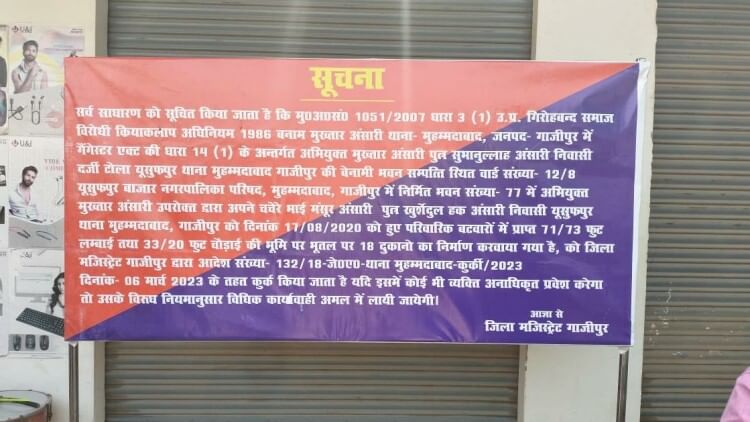 U&i
U&i
सूचना
सर्व साधारण को सूचित किया जाता है कि मु0अ0सं0 1051/2007 धारा 3 (1) उ.प्र. गिरोहबन्द समाज
विरोधी कियाकलाप अधिनियम 1986 बनाम मुख्तार अंसारी थाना- मुहम्मदाबाद, जनपद- गाजीपुर में
गैंगेस्टर एक्ट की धारा 14 (1) के अन्तर्गत अभियुक्त मुख्तार अंसारी पुत्र सुभानुल्लाह अंसारी निवासी
दर्जी टोला यूसुफपुर थाना मुहम्मदाबाद गाजीपुर की बेनामी भवन सम्पत्ति स्थित वार्ड संख्या- 12/8
यूसुफपुर बाजार नगरपालिका परिषद, मुहम्मदाबाद, गाजीपुर में निर्मित भवन संख्या- 77 में अभियुक्त
मुख्तार अंसारी उपरोक्त द्वारा अपने चचेरे भाई मंसूर अंसारी पुत्र खुर्शेदुल हक अंसारी निवासी यूसुफपुर
थाना मुहम्मदाबाद, गाजीपुर को दिनांक 17/08/2020 को हुए परिवारिक बटवारों में प्राप्त 71/73 फुट
लम्बाई तथा 33/20 फुट चोड़ाई की भूमि पर भूतल पर 18 दुकानो का निर्माण करवाया गया है, को जिला
मजिस्ट्रेट गाजीपुर द्वारा आदेश संख्या- 132/18-जे0ए0-थाना मुहम्मदाबाद-कुर्की/2023
दिनांक- 06 मार्च 2023 के तहत कुर्क किया जाता है यदि इसमें कोई भी व्यक्ति अनाधिकृत प्रवेश करेगा
तो उसके विरुध नियमानुसार विधिक कार्यवाही अमल में लायी जायेगी।
आज्ञा से
जिला मजिस्ट्रेट गाजीपुर